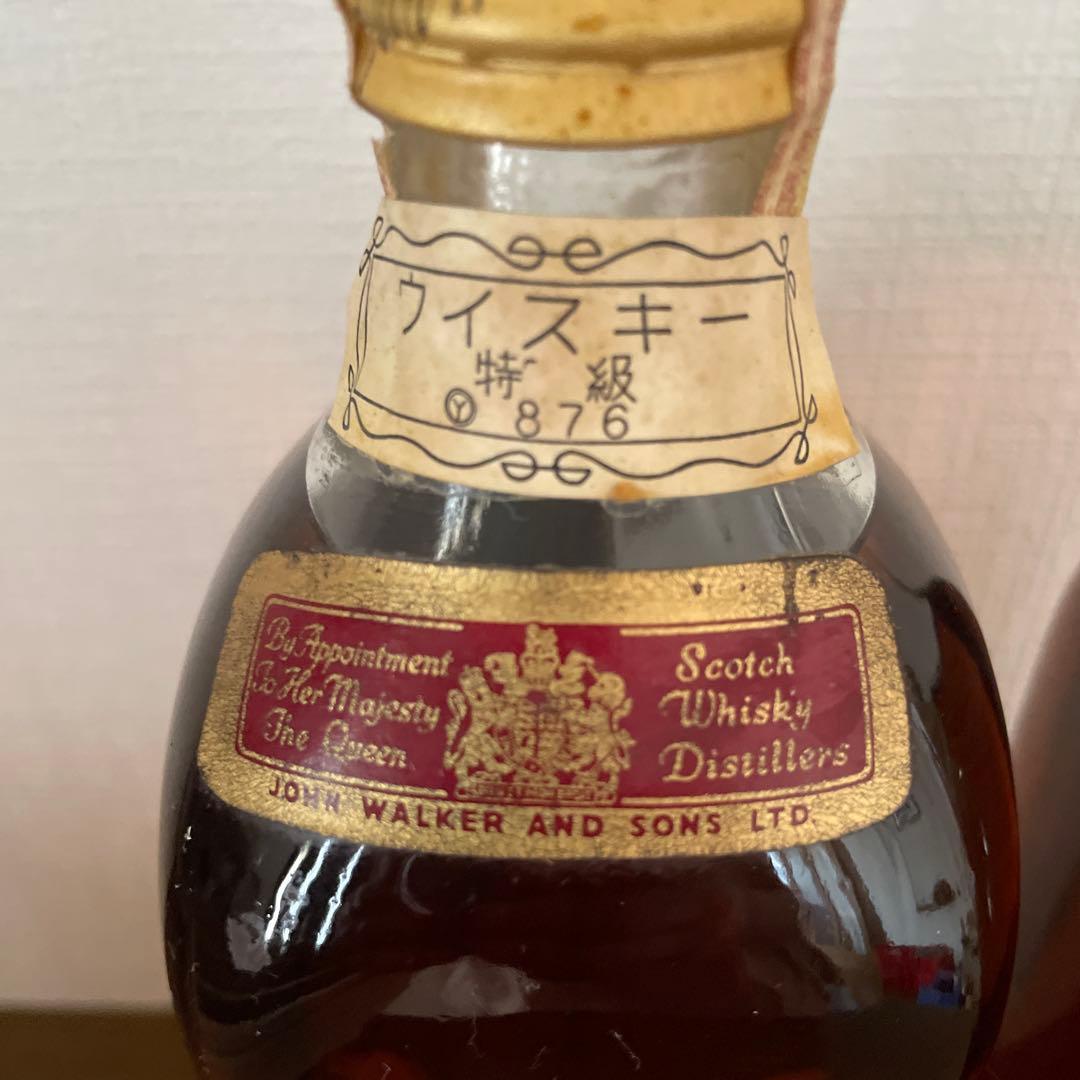 ウイスキー
特級
Ⓨ 876
By Appointment
To Her Majesty
The Queen
Scotch
Whisky
Distillers
JOHN WALKER AND SONS LTD.